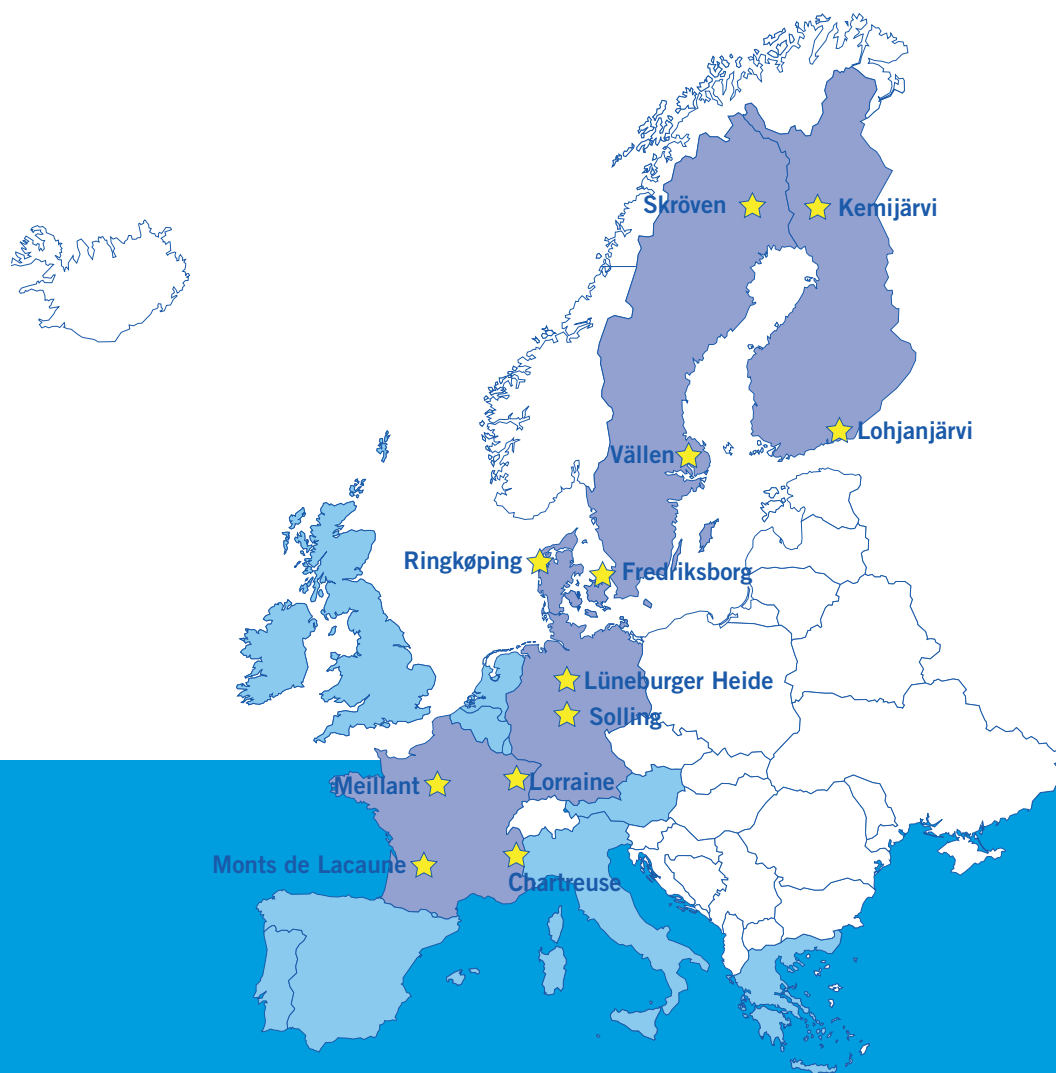 Skröven
Kemijärvi
Lohjanjärvi
Vällen
Ringkøping
Fredriksborg
Lüneburger Heide
Solling
Meillant
Lorraine
Monts de Lacaune
Chartreuse